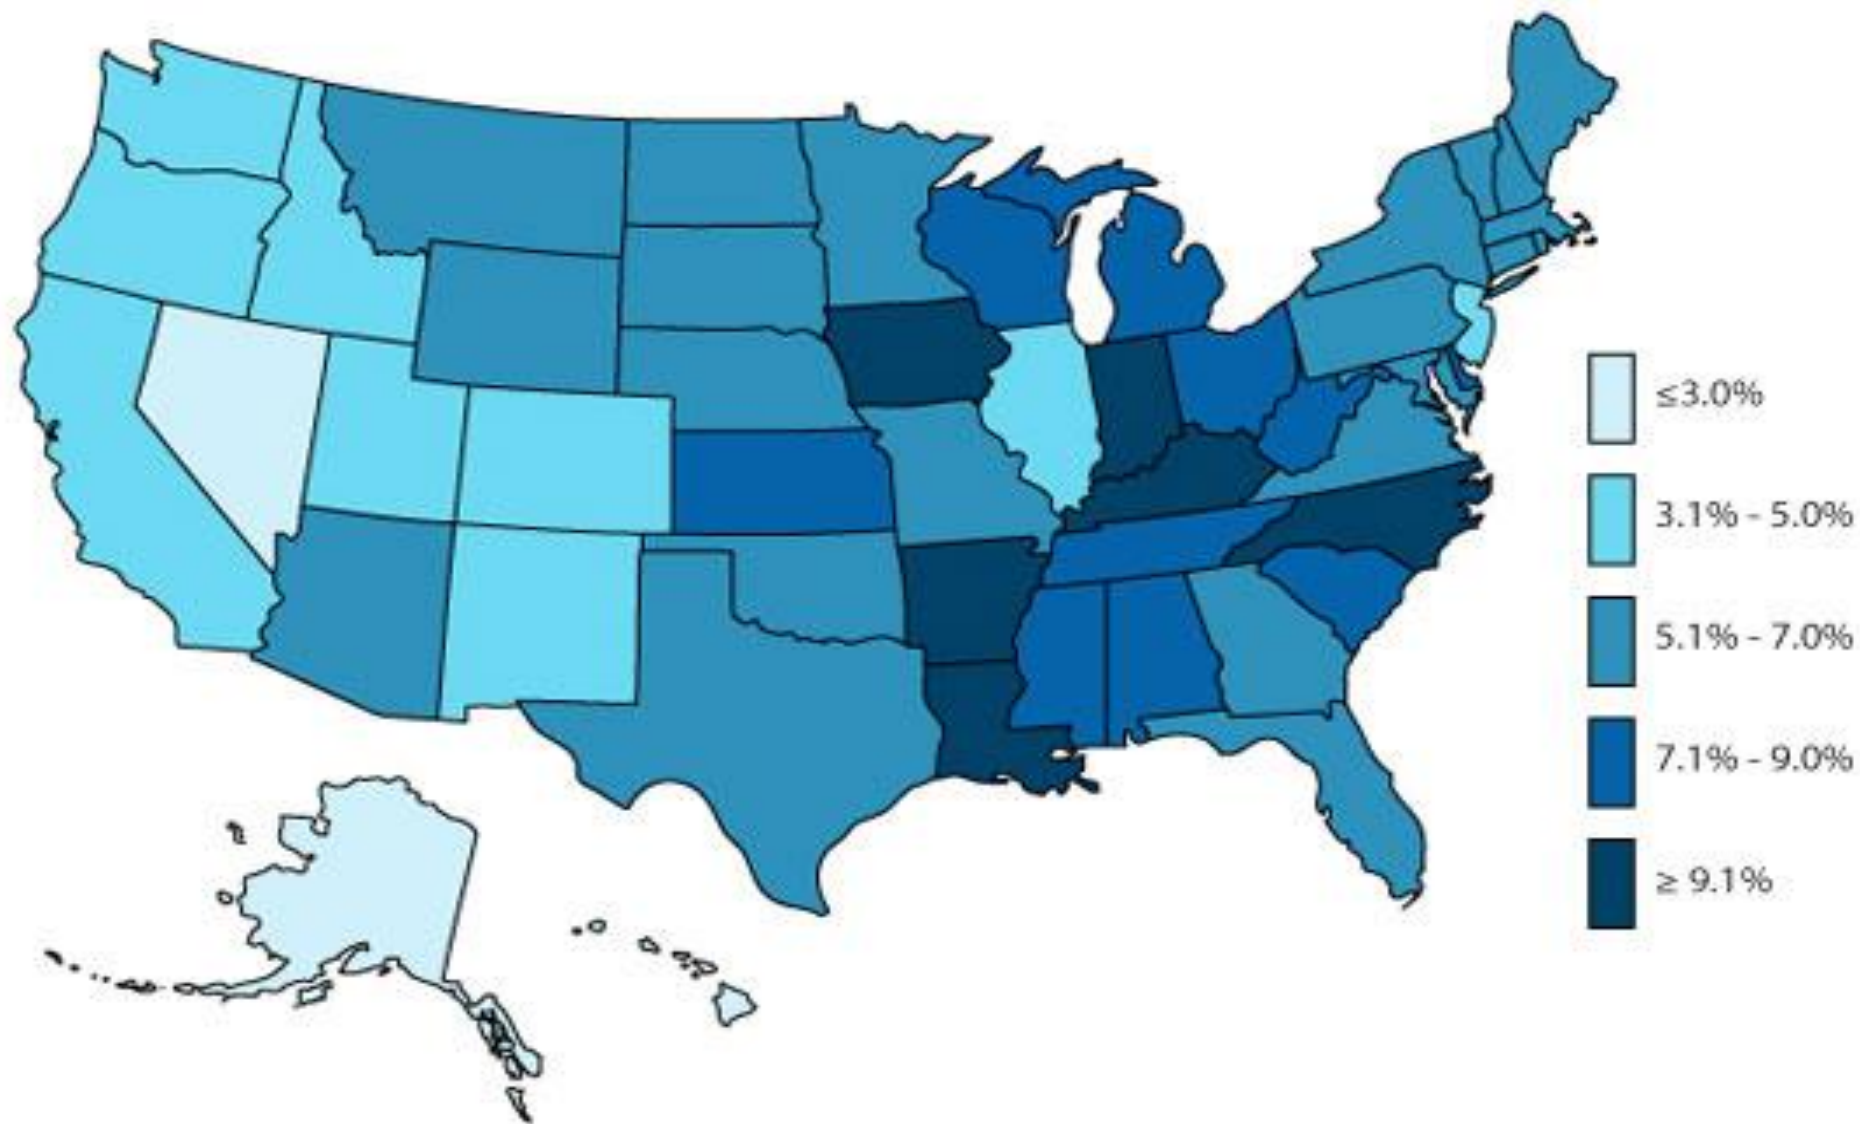 ≤3.0%
3.1% - 5.0%
5.1% - 7.0%
7.1% - 9.0%
≥ 9.1%